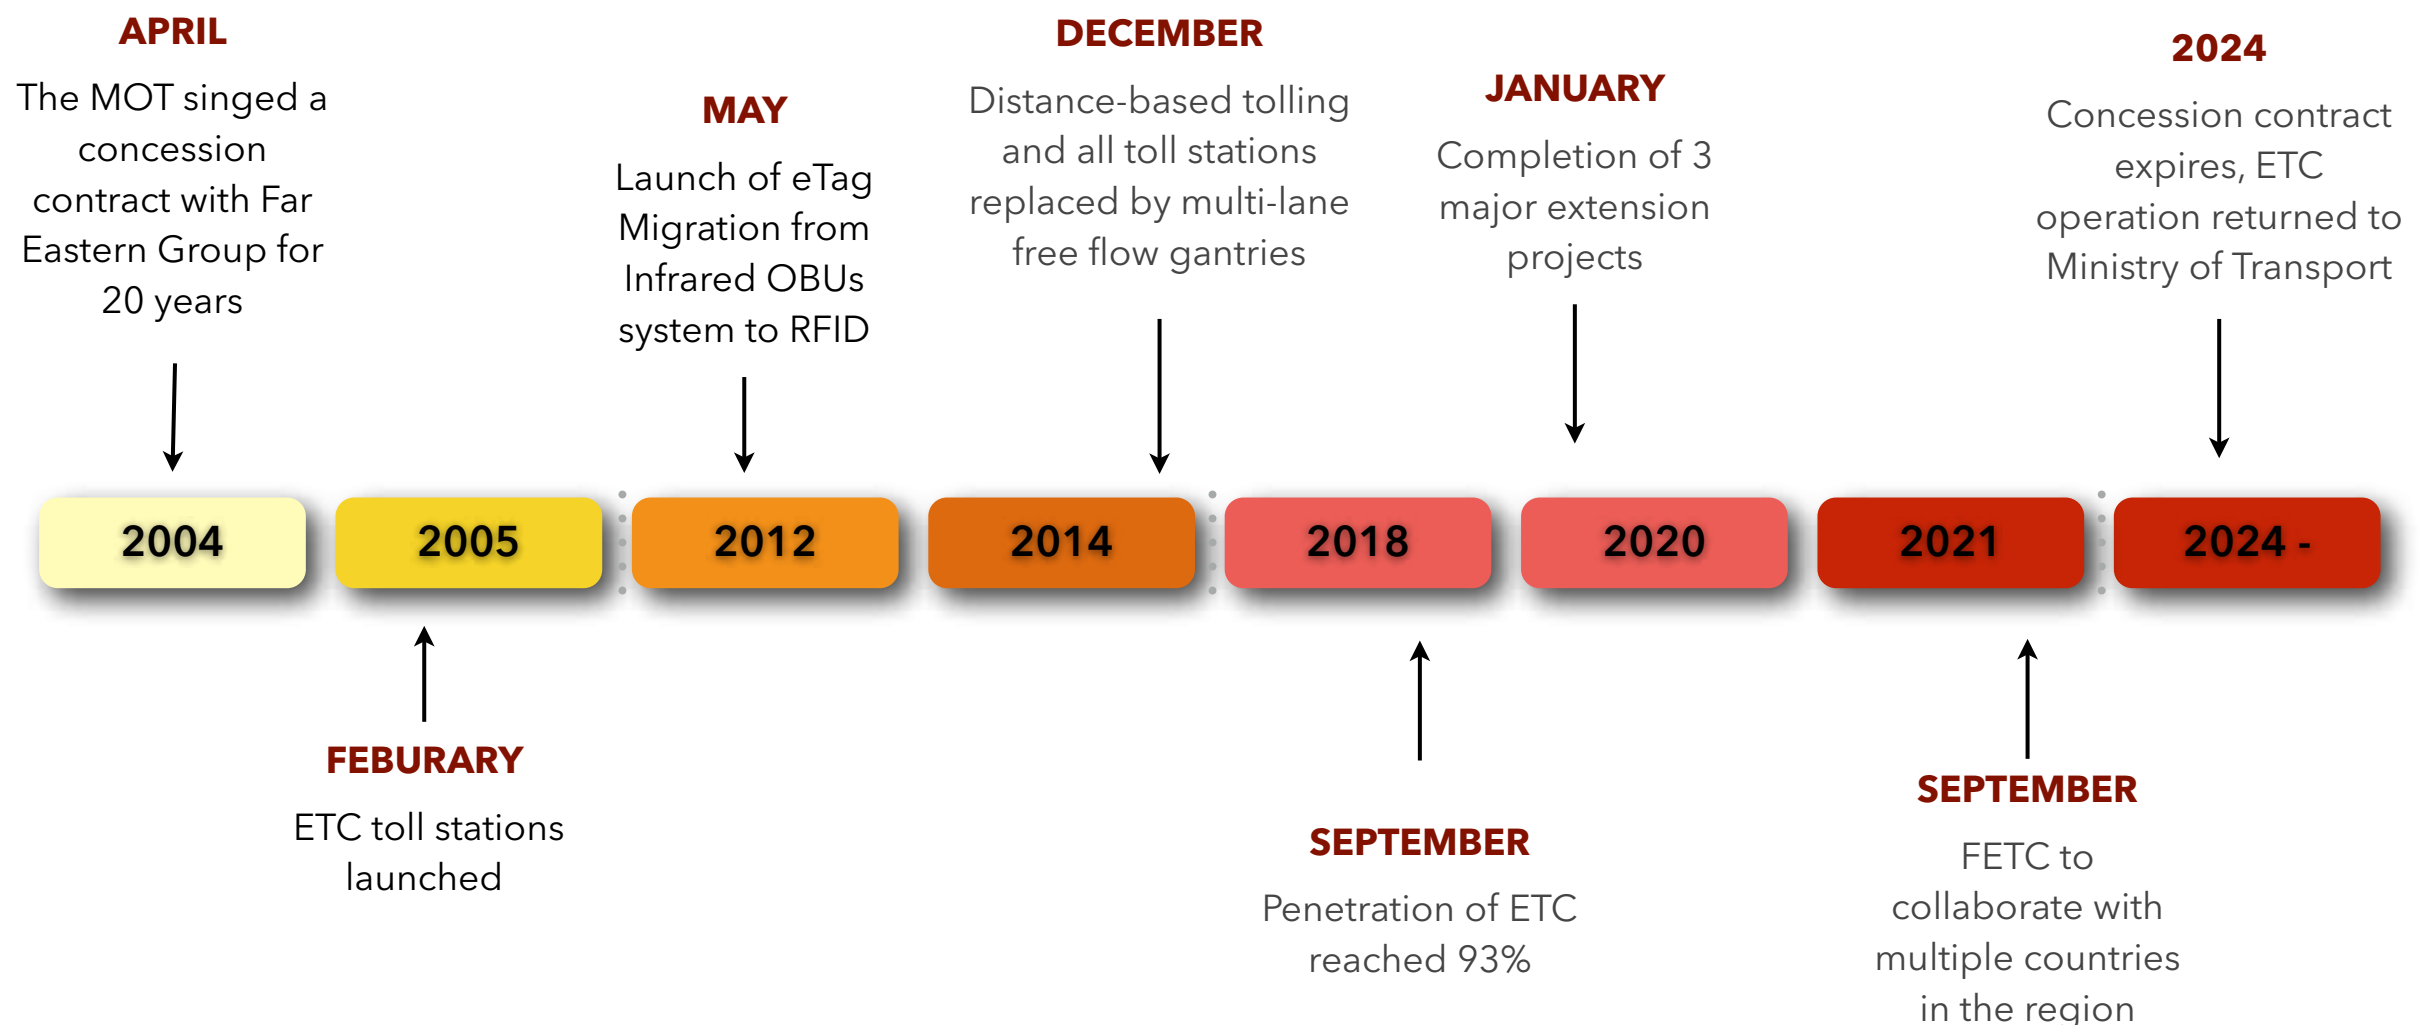 APRIL
The MOT singed a
concession
contract with Far
Eastern Group for
20 years
MAY
Launch of eTag
Migration from
Infrared OBUs
system to RFID
DECEMBER
Distance-based tolling
and all toll stations
replaced by multi-lane
free flow gantries
JANUARY
Completion of 3
major extension
projects
2024
Concession contract
expires, ETC
operation returned to
Ministry of Transport
2004
2005
2012
2014
2018
2020
2021
2024 -
FEBURARY
ETC toll stations
launched
SEPTEMBER
Penetration of ETC
reached 93%
SEPTEMBER
FETC to
collaborate with
multiple countries
in the region